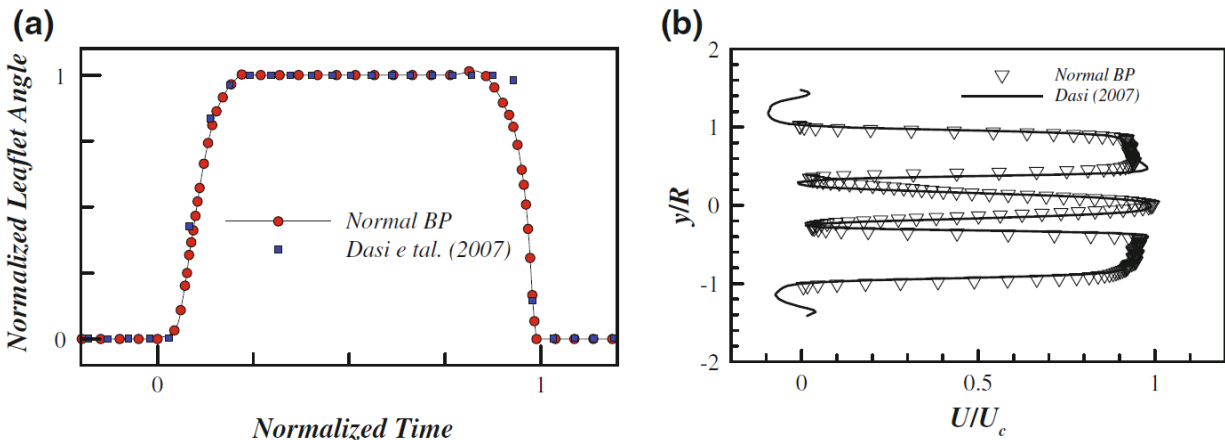 (a)
Normalized Leaflet Angle
1
0
Normal BP
Dasi e tal. (2007)
0
1
Normalized Time
(b)
y/R
2
1
0
-1
-2
Normal BP
Dasi (2007)
0
0.5
1
U/Uc